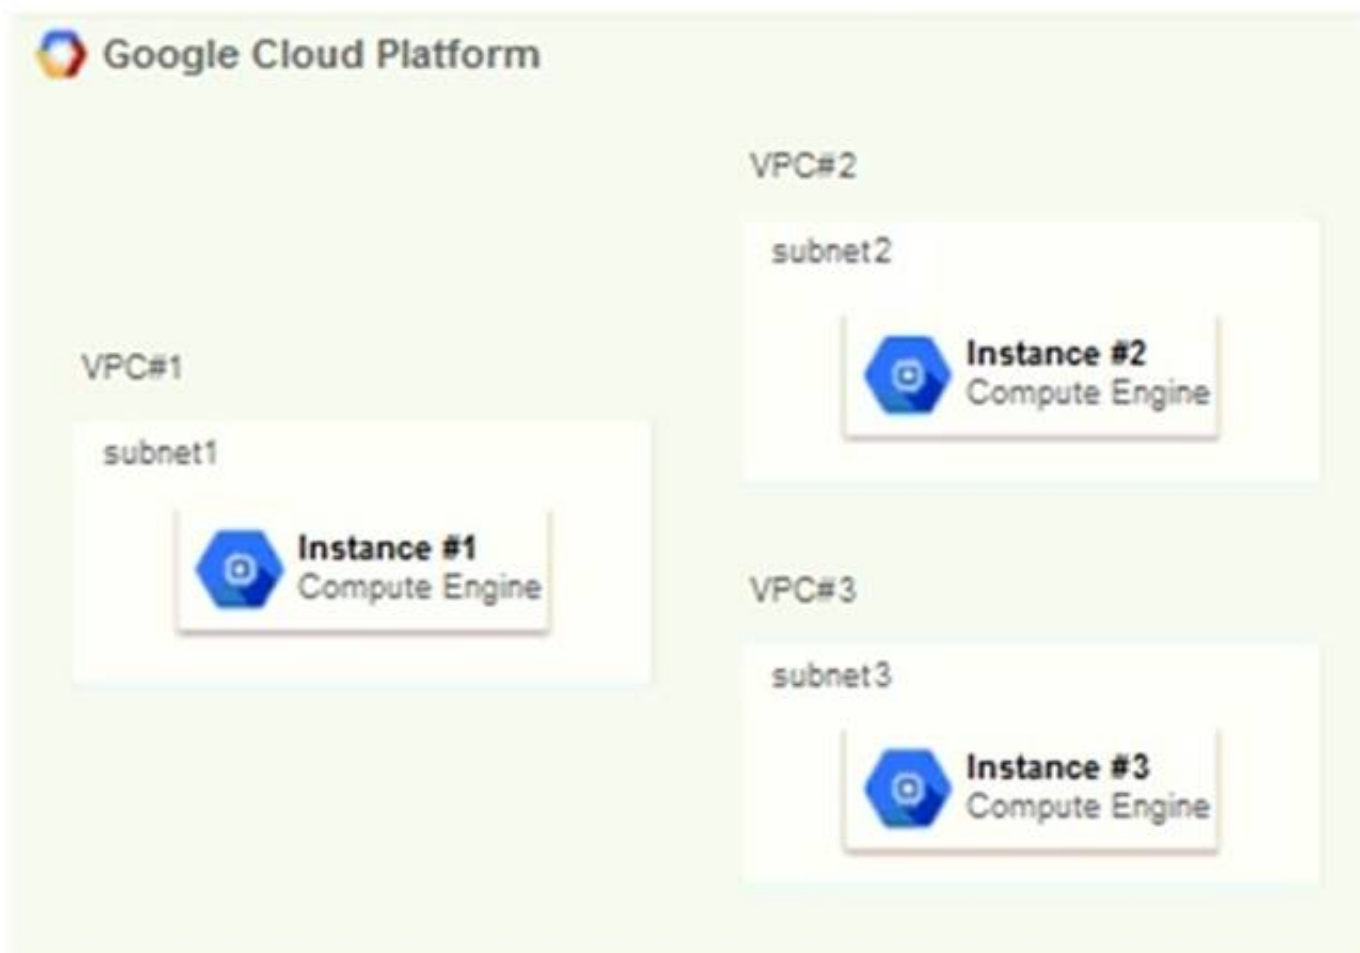 Google Cloud Platform
VPC#1
subnet1
Instance #1
Compute Engine
VPC#2
subnet2
Instance #2
Compute Engine
VPC#3
subnet3
Instance #3
Compute Engine